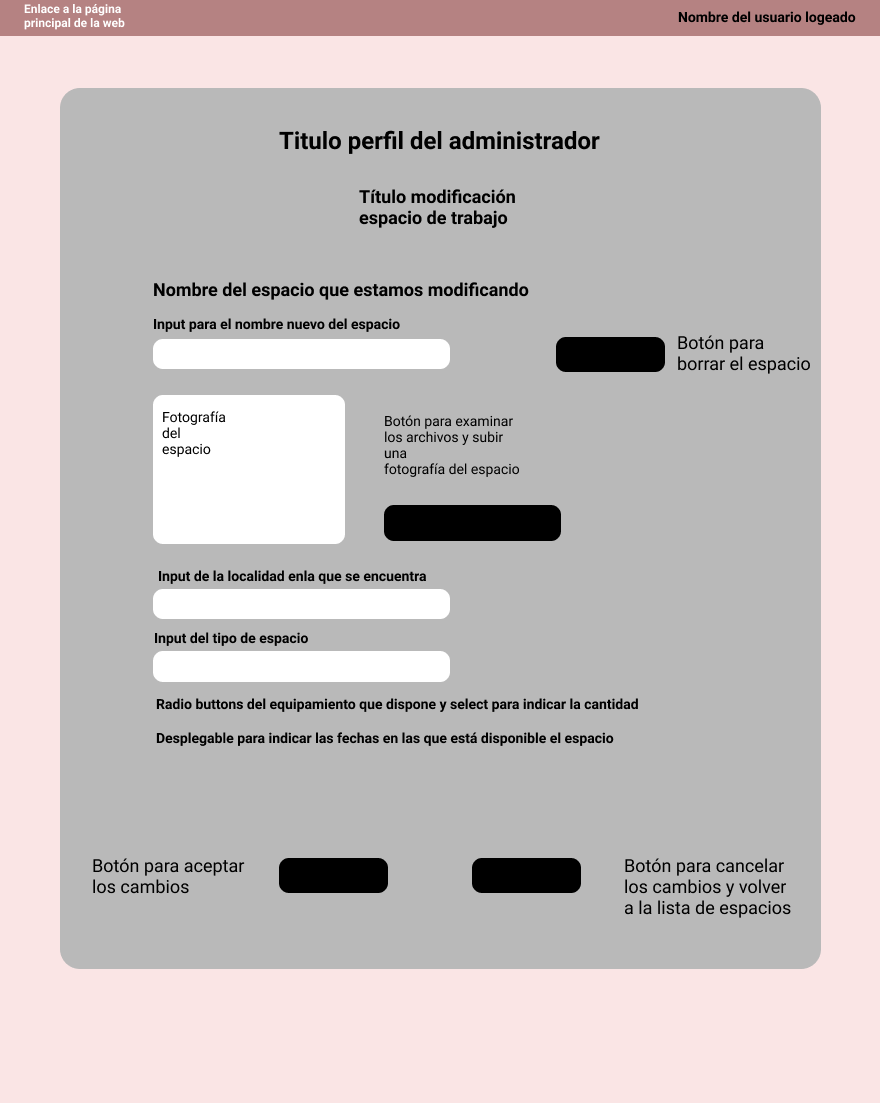 Enlace a la página
principal de la web
Nombre del usuario logeado
Titulo perfil del administrador
Título modificación
espacio de trabajo
Nombre del espacio que estamos modificando
Input para el nombre nuevo del espacio
Botón para
borrar el espacio
Fotografía
del
espacio
Botón para examinar
los archivos y subir
una
fotografía del espacio
Input de la localidad enla que se encuentra
Input del tipo de espacio
Radio buttons del equipamiento que dispone y select para indicar la cantidad
Desplegable para indicar las fechas en las que está disponible el espacio
Botón para aceptar
los cambios
Botón para cancelar
los cambios y volver
a la lista de espacios